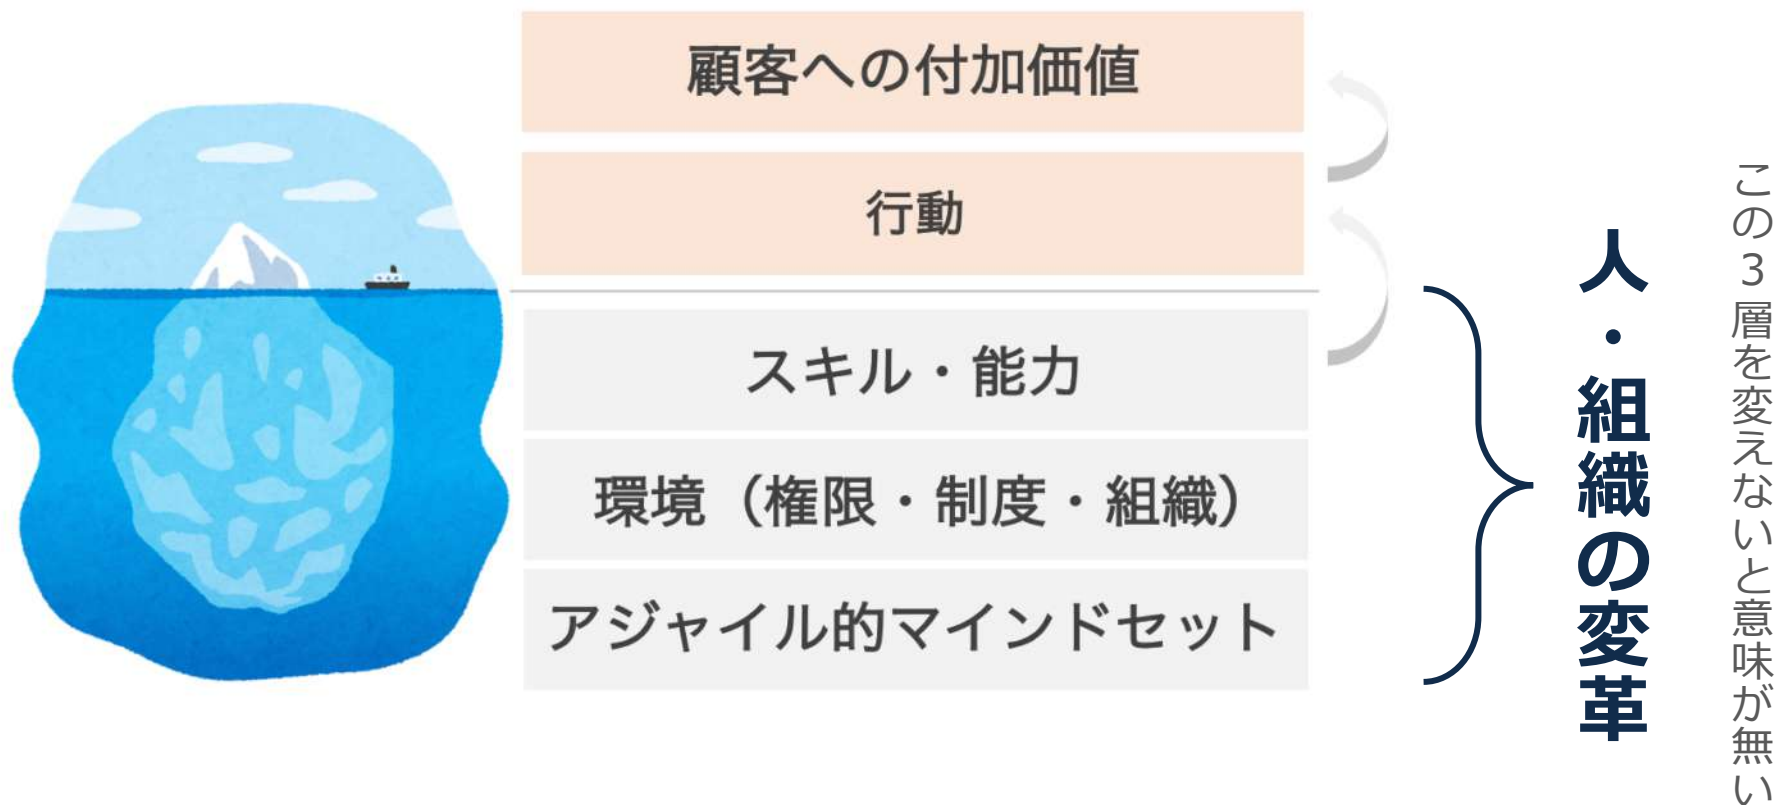 顧客への付加価値
行動
スキル・能力
環境（権限・制度・組織）
アジャイル的マインドセット
人・組織の変革
この3層を変えないと意味が無い